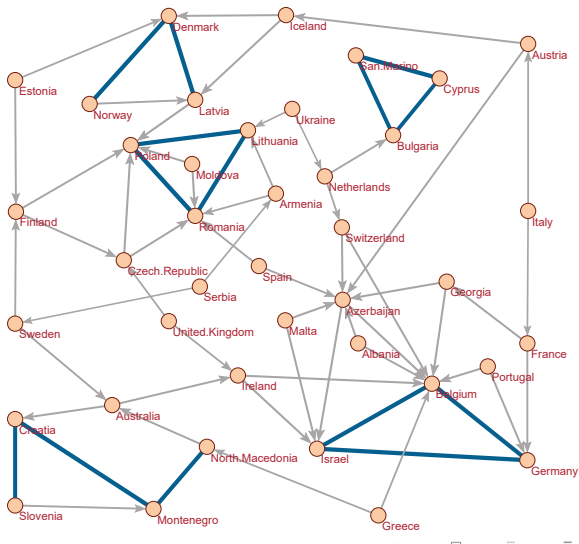 Denmark
Iceland
Austria
San.Marino
Cyprus
Estonia
Norway
Latvia
Ukraine
Lithuania
Bulgaria
Poland
Moldova
Netherlands
Armenia
Finland
Romania
Italy
Switzerland
Czech.Republic
Spain
Serbia
Georgia
Azerbaijan
Sweden
United.Kingdom
Malta
Albania
France
Portugal
Ireland
Belgium
Australia
Croatia
North.Macedonia
Israel
Germany
Slovenia
Montenegro
Greece